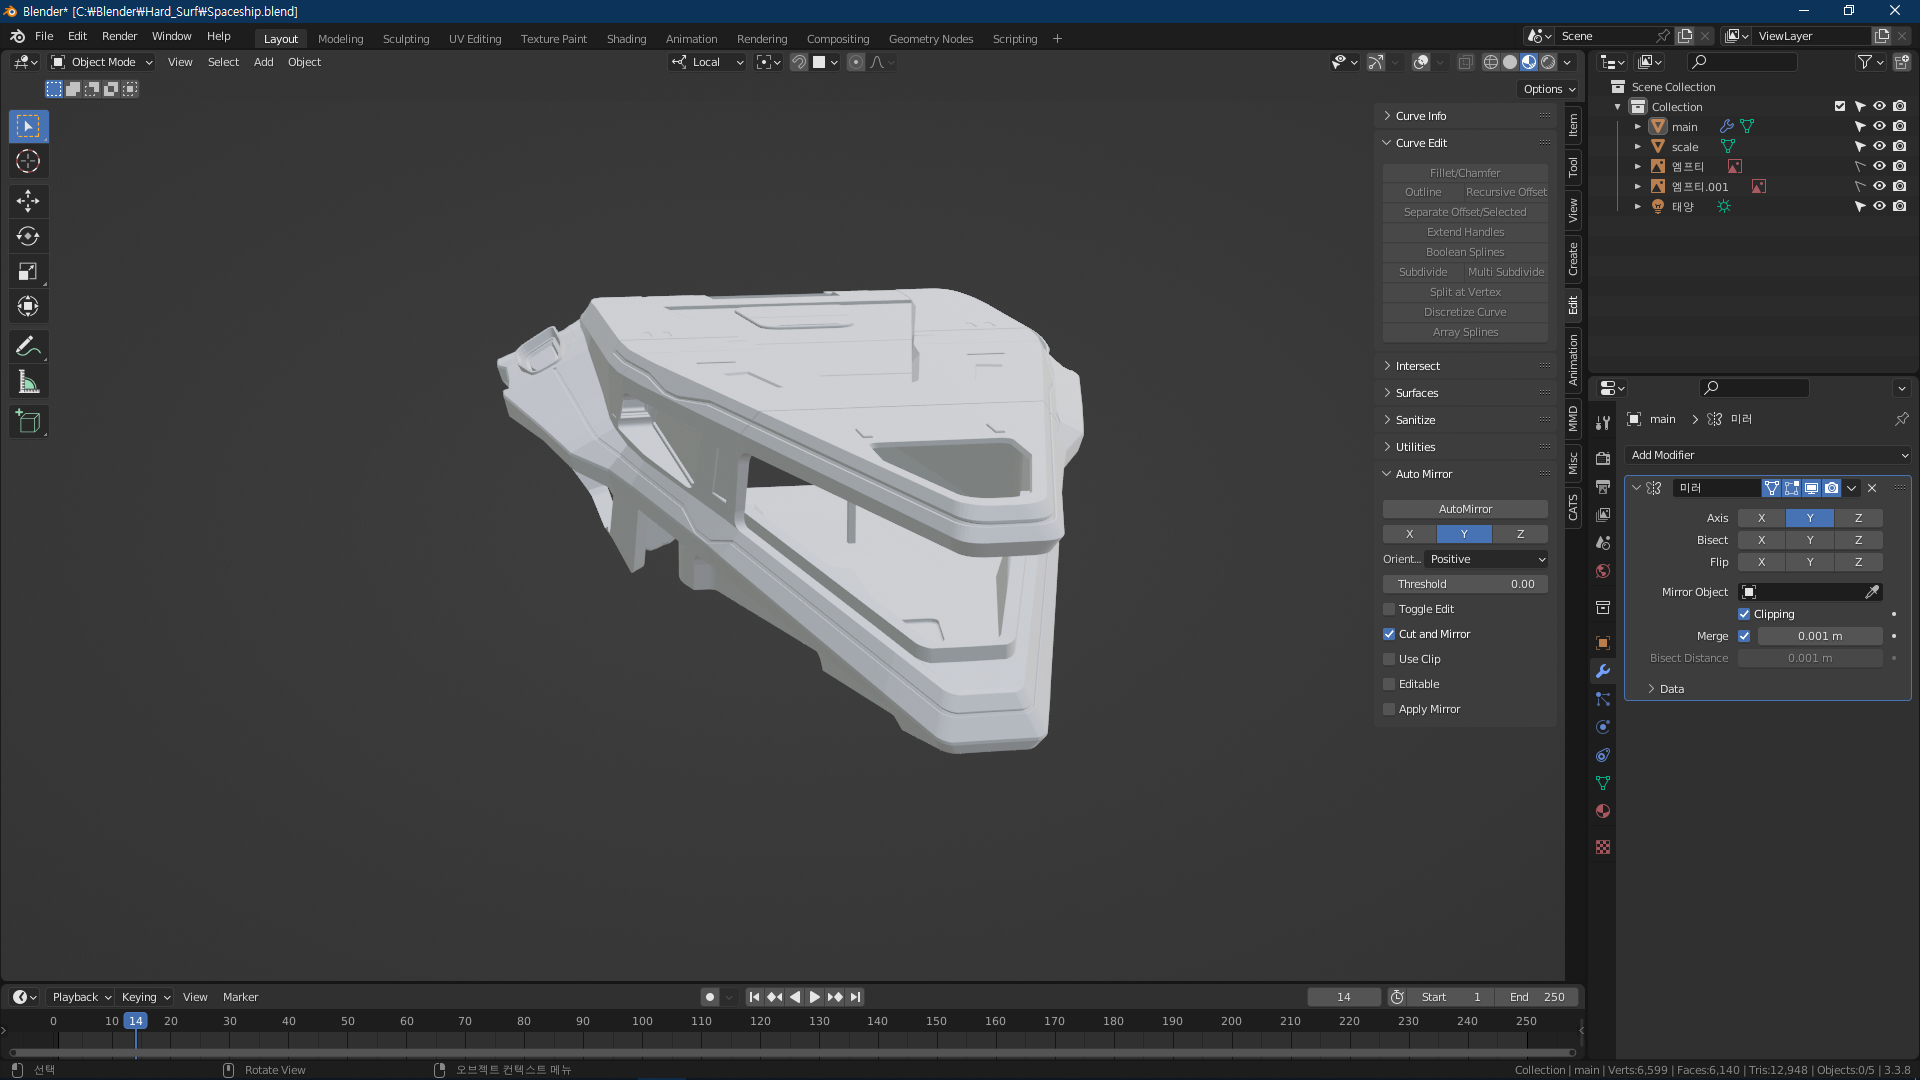 Blender* [C:₩Blender₩Hard_Surf₩Spaceship.blend]
File Edit Render Window Help Layout Modeling Sculpting UV Editing Texture Paint Shading Animation Rendering Compositing Geometry Nodes Scripting Scene ViewLayer
Object Mode View Select Add Object Local
Options
Curve Info
Curve Edit
Fillet/Chamfer
Outline Recursive Offset
Separate Offset/Selected
Extend Handles
Boolean Splines
Subdivide Multi Subdivide
Split at Vertex
Discretize Curve
Array Splines
Intersect
Surfaces
Sanitize
Utilities
Auto Mirror
AutoMirror
X Y Z
Orient... Positive
Threshold 0.00
Toggle Edit
Cut and Mirror
Use Clip
Editable
Apply Mirror
Item
Tool
View
Create
Edit
Animation
MMD
Misc
CATS
Scene Collection
Collection
main
scale
엠프티
엠프티.001
태양
main 미러
Add Modifier
미러
Axis X Y Z
Bisect X Y Z
Flip X Y Z
Mirror Object
Clipping
Merge 0.001 m
Bisect Distance 0.001 m
Data
Playback Keying View Marker 14 Start 1 End 250
0 10 14 20 30 40 50 60 70 80 90 100 110 120 130 140 150 160 170 180 190 200 210 220 230 240 250
선택 Rotate View 오브젝트 컨텍스트 메뉴 Collection | main | Verts:6,599 | Faces:6,140 | Tris:12,948 | Objects:0/5 | 3.3.8